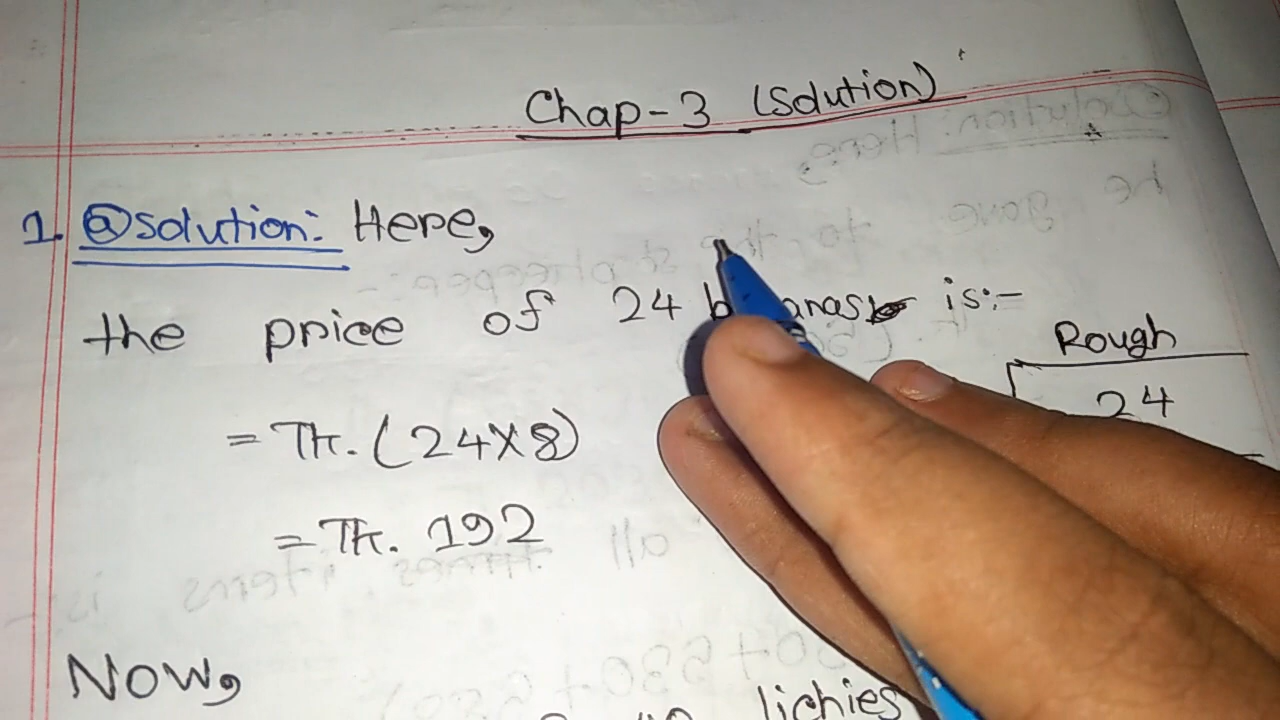 Chap-3 (Solution)
1. ⓐ Solution: Here,
the price of 24 bananas is:-
= Tk. (24×8)
= Tk. 192
Rough
24
Now,
lichies